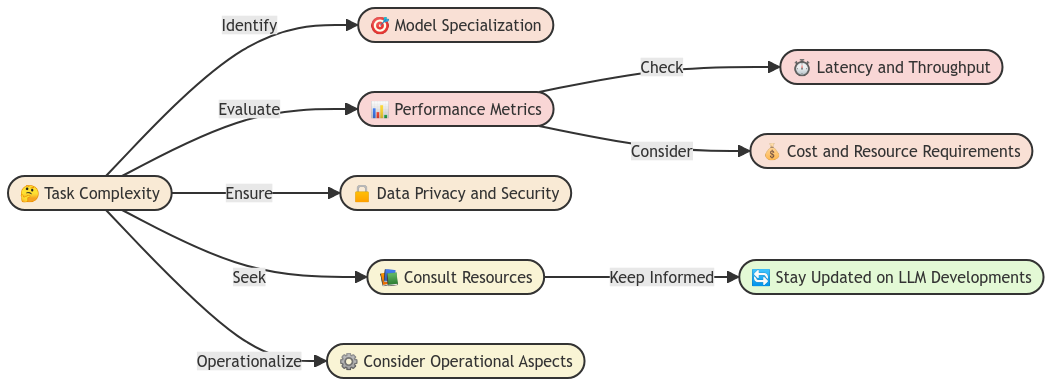 Identify
🎯 Model Specialization
Check
⏱️ Latency and Throughput
Evaluate
📊 Performance Metrics
Consider
💰 Cost and Resource Requirements
🤔 Task Complexity
Ensure
🔒 Data Privacy and Security
Seek
📚 Consult Resources
Keep Informed
🔄 Stay Updated on LLM Developments
Operationalize
⚙️ Consider Operational Aspects